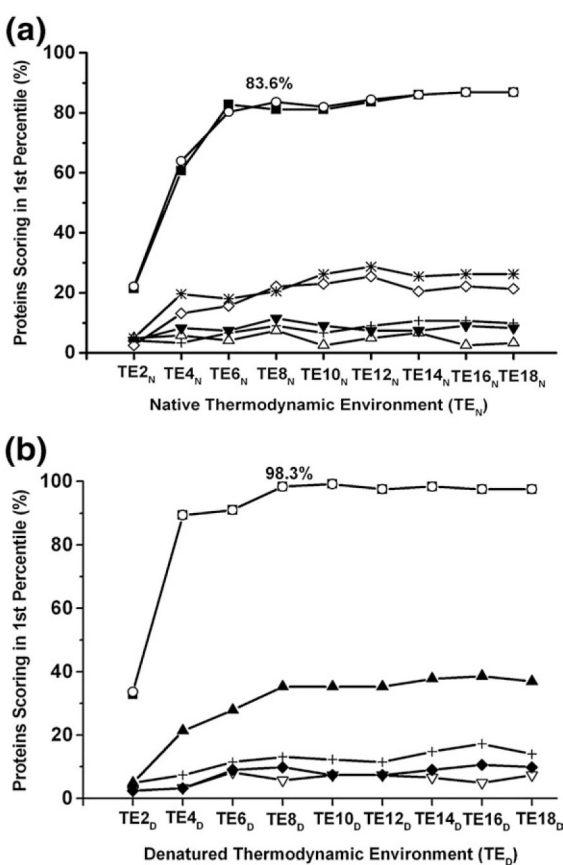 (a)
100
83.6%
80
60
40
20
0
Proteins Scoring in 1st Percentile (%)
TE2N TE4N TE6N TE8N TE10N TE12N TE14N TE16N TE18N
Native Thermodynamic Environment (TEN)
(b)
100
98.3%
80
60
40
20
0
Proteins Scoring in 1st Percentile (%)
TE2D TE4D TE6D TE8D TE10D TE12D TE14D TE16D TE18D
Denatured Thermodynamic Environment (TED)